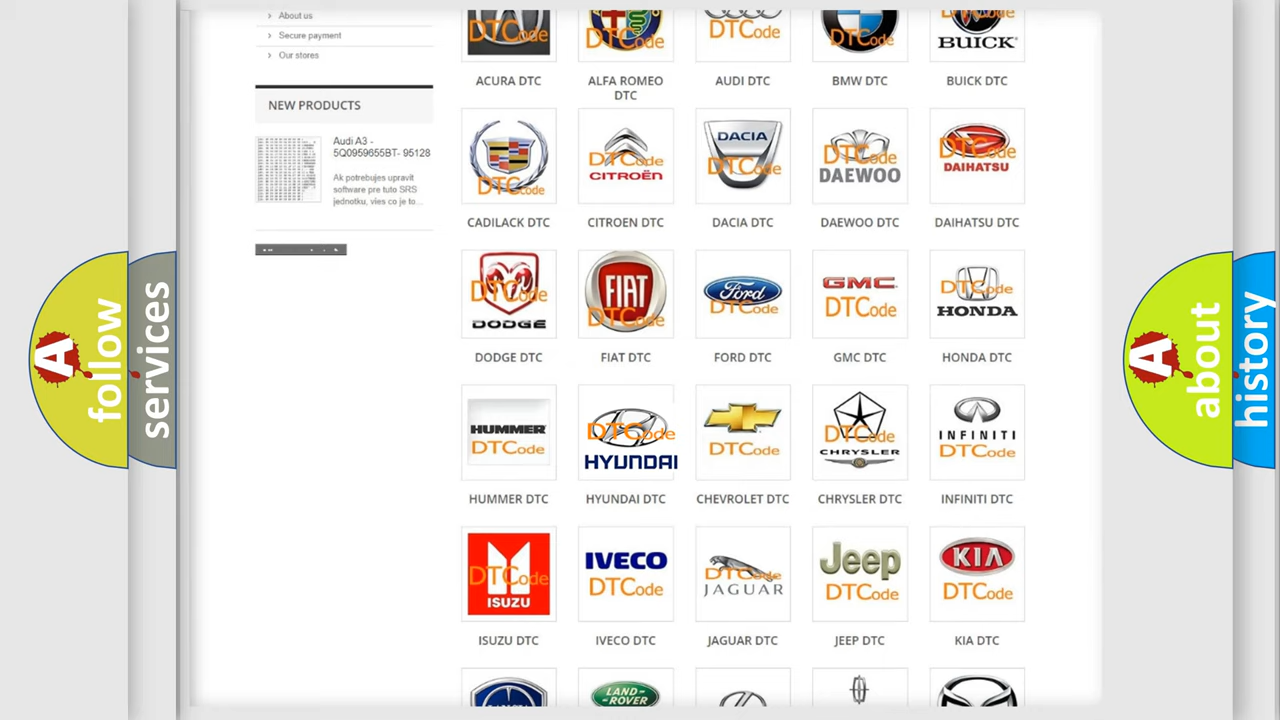 About us
Secure payment
Our stores
NEW PRODUCTS
Audi A3 -
5Q0959655BT- 95128
Ak potrebujes upravit
software pre tuto SRS
jednotku, vies co je to...
DTCode
DTCode
DTCode
DTCode
BUICK
ACURA DTC
ALFA ROMEO
DTC
AUDI DTC
BMW DTC
BUICK DTC
DTCode
DTCode
CITROËN
DACIA
DTCode
DTCode
DAEWOO
DTCode
DAIHATSU
CADILACK DTC
CITROEN DTC
DACIA DTC
DAEWOO DTC
DAIHATSU DTC
DTCode
DODGE
FIAT
DTCode
Ford
DTCode
GMC
DTCode
DTCode
HONDA
DODGE DTC
FIAT DTC
FORD DTC
GMC DTC
HONDA DTC
HUMMER
DTCode
DTCode
HYUNDAI
DTCode
DTCode
CHRYSLER
INFINITI
DTCode
HUMMER DTC
HYUNDAI DTC
CHEVROLET DTC
CHRYSLER DTC
INFINITI DTC
DTCode
ISUZU
IVECO
DTCode
DTCode
JAGUAR
Jeep
DTCode
KIA
DTCode
ISUZU DTC
IVECO DTC
JAGUAR DTC
JEEP DTC
KIA DTC
LAND-
ROVER
A
follow
services
A
about
history